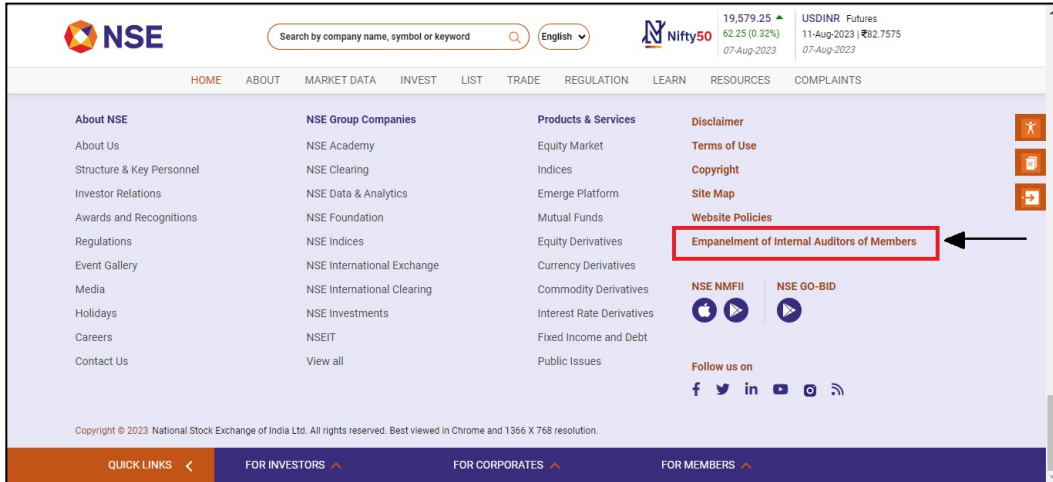 NSE
Search by company name, symbol or keyword
English
Nifty50
19,579.25
62.25 (0.32%)
07-Aug-2023
USDINR Futures
11-Aug-2023 | ₹82.7575
07-Aug-2023
HOME ABOUT MARKET DATA INVEST LIST TRADE REGULATION LEARN RESOURCES COMPLAINTS
About NSE
About Us
Structure & Key Personnel
Investor Relations
Awards and Recognitions
Regulations
Event Gallery
Media
Holidays
Careers
Contact Us
NSE Group Companies
NSE Academy
NSE Clearing
NSE Data & Analytics
NSE Foundation
NSE Indices
NSE International Exchange
NSE International Clearing
NSE Investments
NSEIT
View all
Products & Services
Equity Market
Indices
Emerge Platform
Mutual Funds
Equity Derivatives
Currency Derivatives
Commodity Derivatives
Interest Rate Derivatives
Fixed Income and Debt
Public Issues
Disclaimer
Terms of Use
Copyright
Site Map
Website Policies
Empanelment of Internal Auditors of Members
NSE NMFII
NSE GO-BID
Follow us on
Copyright © 2023 National Stock Exchange of India Ltd. All rights reserved. Best viewed in Chrome and 1366 X 768 resolution.
QUICK LINKS FOR INVESTORS FOR CORPORATES FOR MEMBERS